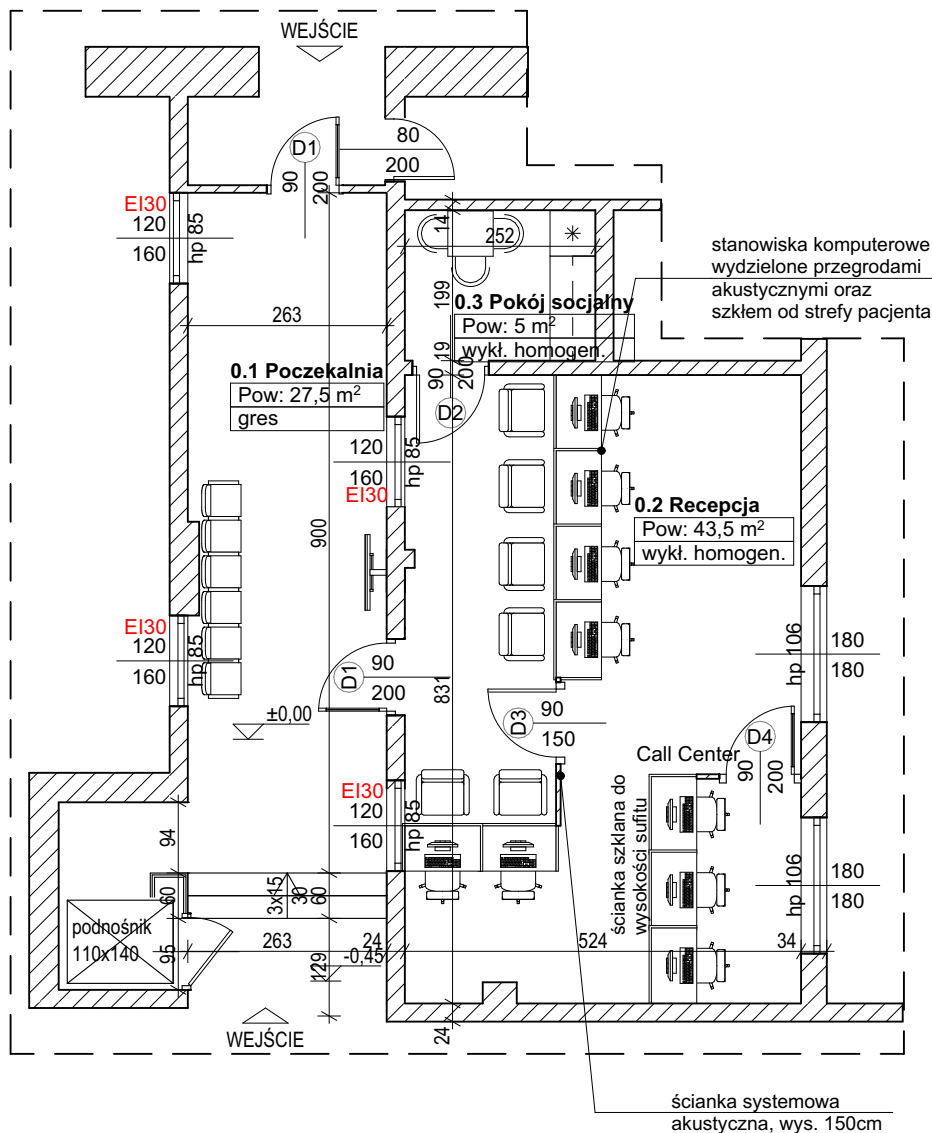 WEJŚCIE
D1
80
200
90
200
EI30
120
160
hp 85
14
252
stanowiska komputerowe
wydzielone przegrodami
akustycznymi oraz
szkłem od strefy pacjenta
199
0.3 Pokój socjalny
Pow: 5 m²
wykł. homogen.
19
263
0.1 Poczekalnia
Pow: 27,5 m²
gres
90
200
D2
120
160
hp 85
EI30
0.2 Recepcja
Pow: 43,5 m²
wykł. homogen.
900
EI30
120
160
hp 85
D1
90
200
831
hp 106
180
180
D3
90
150
±0,00
Call Center
D4
90
200
EI30
120
160
hp 85
ścianka szklana do
wysokości sufitu
94
60
3x15
30
60
hp 106
180
180
podnośnik
110x140
95
263
24
-0,45
129
524
34
24
WEJŚCIE
ścianka systemowa
akustyczna, wys. 150cm